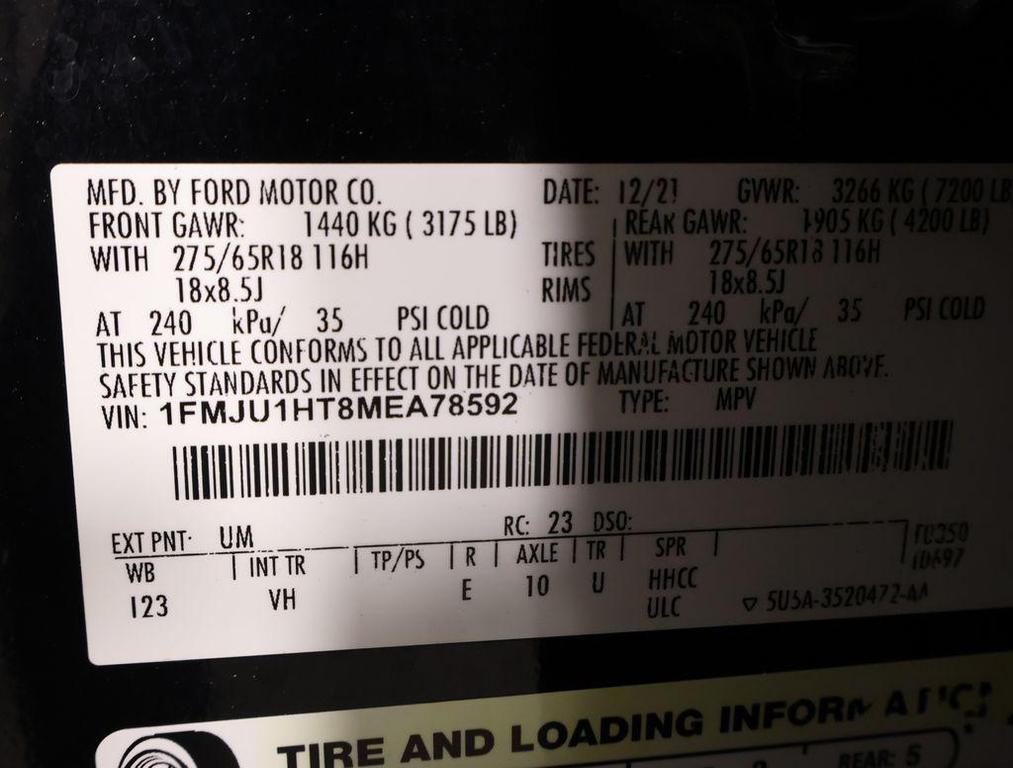 MFD. BY FORD MOTOR CO. DATE: 12/21 GVWR: 3266 KG ( 7200 LB
FRONT GAWR: 1440 KG ( 3175 LB) REAR GAWR: 1905 KG ( 4200 LB)
WITH 275/65R18 116H TIRES WITH 275/65R18 116H
18x8.5J RIMS 18x8.5J
AT 240 kPa/ 35 PSI COLD AT 240 kPa/ 35 PSI COLD
THIS VEHICLE CONFORMS TO ALL APPLICABLE FEDERAL MOTOR VEHICLE
SAFETY STANDARDS IN EFFECT ON THE DATE OF MANUFACTURE SHOWN ABOVE.
VIN: 1FMJU1HT8MEA78592 TYPE: MPV
EXT PNT: UM RC: 23 DSO:
WB INT TR TP/PS R AXLE TR SPR
123 VH E 10 U HHCC
ULC ▽ 5U5A-3520472-AA
TIRE AND LOADING INFORMATION
REAR: 5